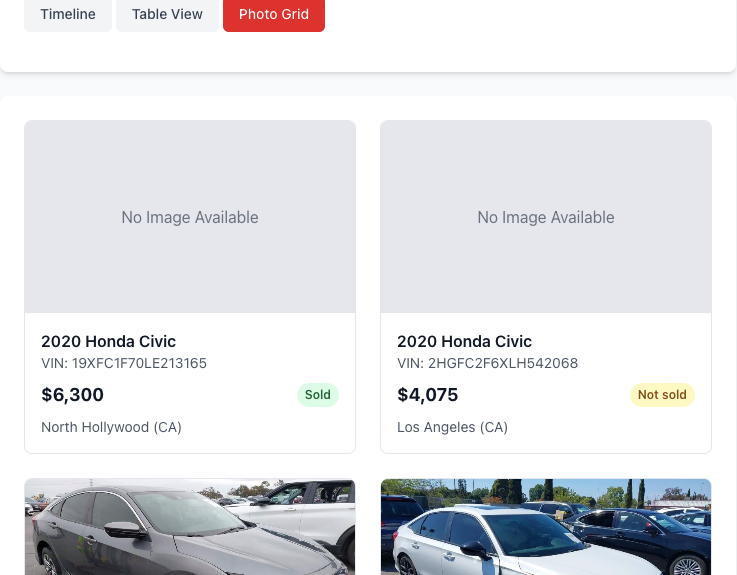 Timeline
Table View
Photo Grid
No Image Available
No Image Available
2020 Honda Civic
VIN: 19XFC1F70LE213165
$6,300
Sold
North Hollywood (CA)
2020 Honda Civic
VIN: 2HGFC2F6XLH542068
$4,075
Not sold
Los Angeles (CA)